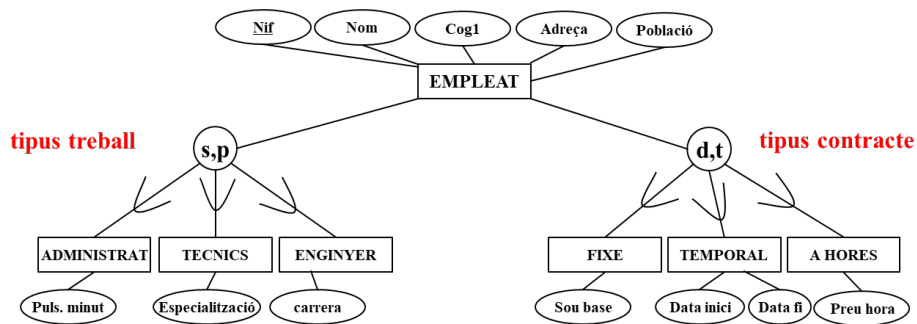 Nif
Nom
Cog1
Adreça
Població
EMPLEAT
tipus treball
s,p
d,t
tipus contracte
ADMINISTRAT
TECNICS
ENGINYER
FIXE
TEMPORAL
A HORES
Puls. minut
Especialització
carrera
Sou base
Data inici
Data fi
Preu hora